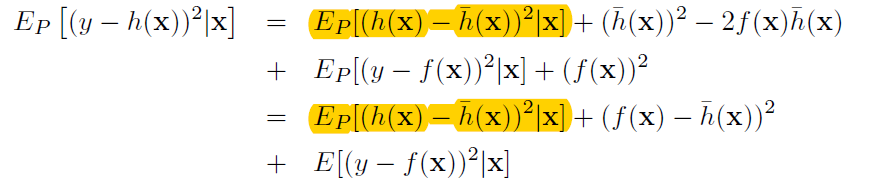 E_P [(y − h(𝐱))²|𝐱] = E_P[(h(𝐱) − h̄(𝐱))²|𝐱] + (h̄(𝐱))² − 2f(𝐱)h̄(𝐱)
+ E_P[(y − f(𝐱))²|𝐱] + (f(𝐱))²
= E_P[(h(𝐱) − h̄(𝐱))²|𝐱] + (f(𝐱) − h̄(𝐱))²
+ E[(y − f(𝐱))²|𝐱]